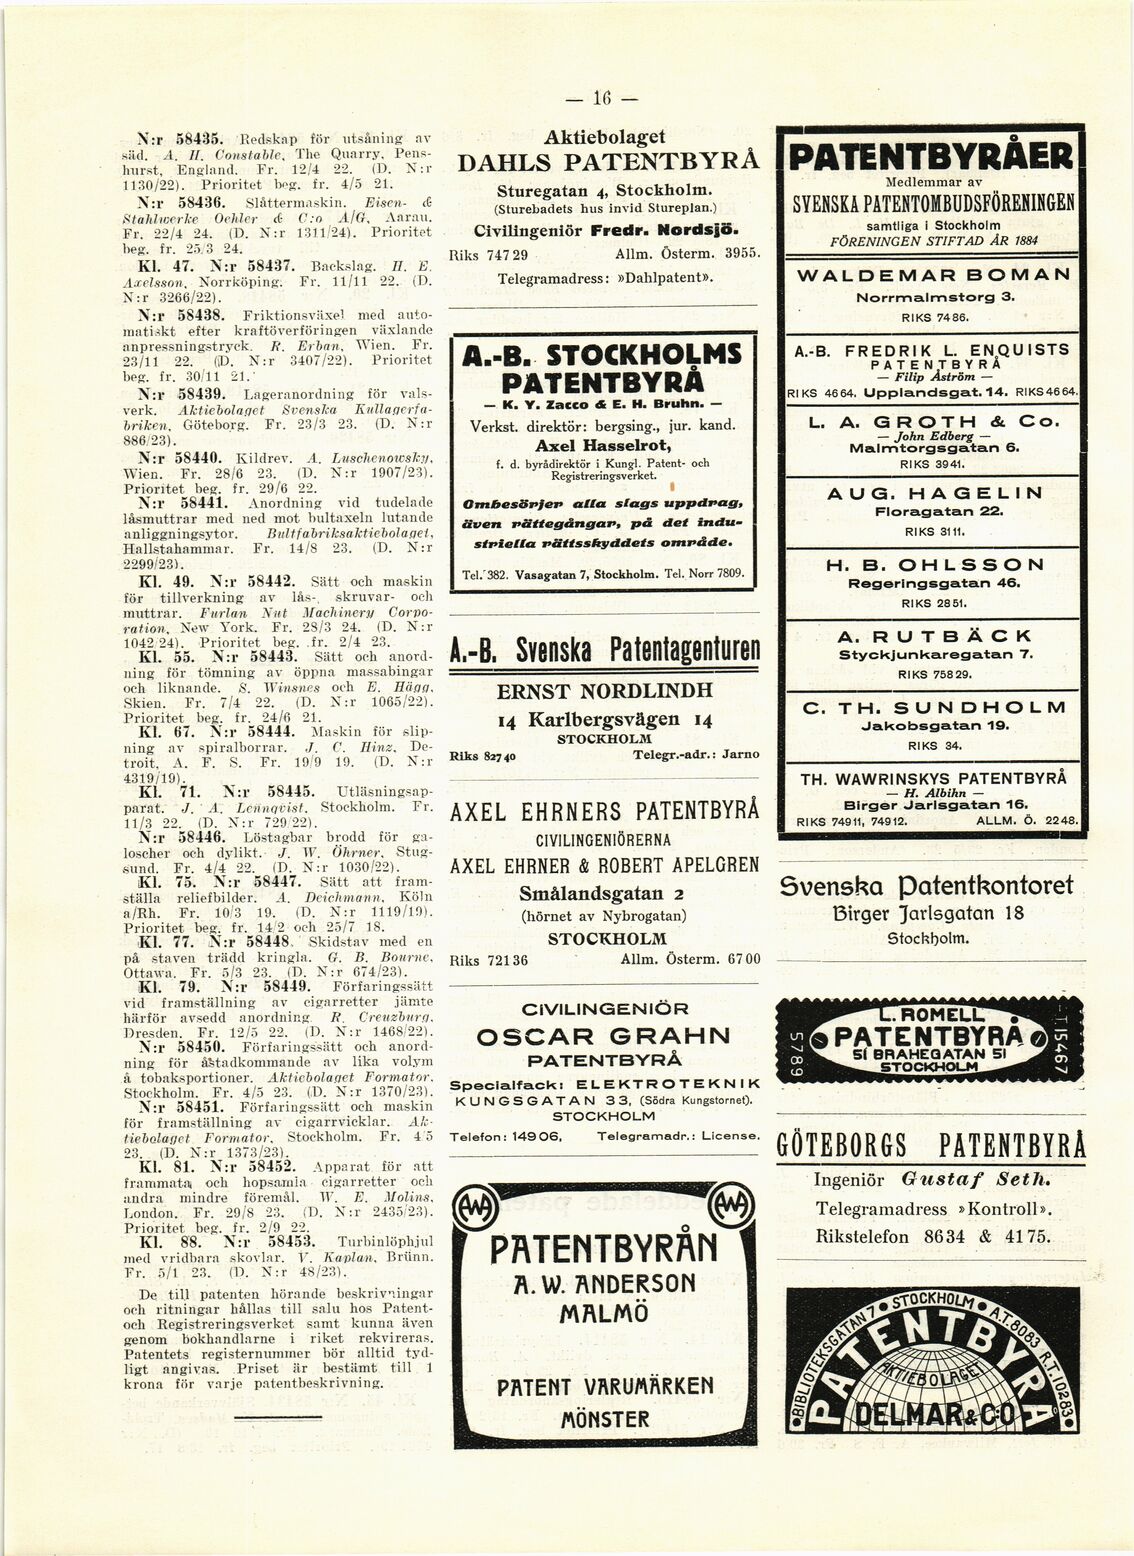 — 16 —
N:r 58435. Redskap för utsåning av
säd. A. H. Constable, The Quarry, Pens-
hurst, England. Fr. 12/4 22. (D. N:r
1130/22). Prioritet beg. fr. 4/5 21.
N:r 58436. Slåttermaskin. Eisen- &
Stahlwerke Oehler & C:o A/G, Aarau.
Fr. 22/4 24. (D. N:r 1311/24). Prioritet
beg. fr. 25/3 24.
Kl. 47. N:r 58437. Backslag. H. E.
Axelsson, Norrköping. Fr. 11/11 22. (D.
N:r 3266/22).
N:r 58438. Friktionsväxel med auto-
matiskt efter kraftöverföringen växlande
anpressningstryck. R. Erban, Wien. Fr.
23/11 22. (D. N:r 3407/22). Prioritet
beg. fr. 30/11 21.
N:r 58439. Lageranordning för vals-
verk. Aktiebolaget Svenska Kullagerfa-
briken, Göteborg. Fr. 23/3 23. (D. N:r
886/23).
N:r 58440. Kildrev. A. Luschenowsky,
Wien. Fr. 28/6 23. (D. N:r 1907/23).
Prioritet beg. fr. 29/6 22.
N:r 58441. Anordning vid tudelade
låsmuttrar med ned mot bultaxeln lutande
anliggningsytor. Bultfabriksaktiebolaget,
Hallstahammar. Fr. 14/8 23. (D. N:r
2299/23).
Kl. 49. N:r 58442. Sätt och maskin
för tillverkning av lås-, skruvar- och
muttrar. Furlan Nut Machinery Corpo-
ration, New York. Fr. 28/3 24. (D. N:r
1042/24). Prioritet beg. fr. 2/4 23.
Kl. 55. N:r 58443. Sätt och anord-
ning för tömning av öppna massabingar
och liknande. S. Winsnes och E. Hägg,
Skien. Fr. 7/4 22. (D. N:r 1065/22).
Prioritet beg. fr. 24/6 21.
Kl. 67. N:r 58444. Maskin för slip-
ning av spiralborrar. J. C. Hinz, De-
troit, A. F. S. Fr. 19/9 19. (D. N:r
4319/19).
Kl. 71. N:r 58445. Utläsningsap-
parat. J. A. Lennqvist, Stockholm. Fr.
11/3 22. (D. N:r 729/22).
N:r 58446. Löstagbar brodd för ga-
loscher och dylikt. J. W. Öhrner, Stug-
sund. Fr. 4/4 22. (D. N:r 1030/22).
Kl. 75. N:r 58447. Sätt att fram-
ställa reliefbilder. A. Deichmann, Köln
a/Rh. Fr. 10/3 19. (D. N:r 1119/19).
Prioritet beg. fr. 14/2 och 25/7 18.
Kl. 77. N:r 58448. Skidstav med en
på staven trädd kringla. G. B. Bourne,
Ottawa. Fr. 5/3 23. (D. N:r 674/23).
Kl. 79. N:r 58449. Förfaringssätt
vid framställning av cigarretter jämte
härför avsedd anordning. R. Creuzburg,
Dresden. Fr. 12/5 22. (D. N:r 1468/22).
N:r 58450. Förfaringssätt och anord-
ning för åstadkommande av lika volym
å tobaksportioner. Aktiebolaget Formator,
Stockholm. Fr. 4/5 23. (D. N:r 1370/23).
N:r 58451. Förfaringssätt och maskin
för framställning av cigarrvicklar. Ak-
tiebolaget Formator, Stockholm. Fr. 4/5
23. (D. N:r 1373/23).
Kl. 81. N:r 58452. Apparat för att
frammata och hopsamla cigarretter och
andra mindre föremål. W. E. Molins,
London. Fr. 29/8 23. (D. N:r 2435/23).
Prioritet beg. fr. 2/9 22.
Kl. 88. N:r 58453. Turbinlöphjul
med vridbara skovlar. V. Kaplan, Brünn.
Fr. 5/1 23. (D. N:r 48/23).
De till patenten hörande beskrivningar
och ritningar hållas till salu hos Patent-
och Registreringsverket samt kunna även
genom bokhandlarne i riket rekvireras.
Patentets registernummer bör alltid tyd-
ligt angivas. Priset är bestämt till 1
krona för varje patentbeskrivning.
Aktiebolaget
DAHLS PATENTBYRÅ
Sturegatan 4, Stockholm.
(Sturebadets hus invid Stureplan.)
Civilingeniör Fredr. Nordsjö.
Riks 747 29 Allm. Österm. 3955.
Telegramadress: »Dahlpatent».
A.-B. STOCKHOLMS
PATENTBYRÅ
— K. Y. Zacco & E. H. Bruhn. —
Verkst. direktör: bergsing., jur. kand.
Axel Hasselrot,
f. d. byrådirektör i Kungl. Patent- och
Registreringsverket.
Ombesörjer alla slags uppdrag,
även rättegångar, på det indu-
striella rättsskyddets område.
Tel. 382. Vasagatan 7, Stockholm. Tel. Norr 7809.
A.-B. Svenska Patentagenturen
ERNST NORDLINDH
14 Karlbergsvägen 14
STOCKHOLM
Riks 827 40 Telegr.-adr.: Jarno
AXEL EHRNERS PATENTBYRÅ
CIVILINGENIÖRERNA
AXEL EHRNER & ROBERT APELGREN
Smålandsgatan 2
(hörnet av Nybrogatan)
STOCKHOLM
Riks 721 36 Allm. Österm. 67 00
CIVILINGENIÖR
OSCAR GRAHN
PATENTBYRÅ
Specialfack: ELEKTROTEKNIK
KUNGSGATAN 33, (Södra Kungstornet).
STOCKHOLM
Telefon: 149 06. Telegramadr.: License.
AWA AWA
PATENTBYRÅN
A. W. ANDERSON
MALMÖ
PATENT VARUMÄRKEN
MÖNSTER
PATENTBYRÅER
Medlemmar av
SVENSKA PATENTOMBUDSFÖRENINGEN
samtliga i Stockholm
FÖRENINGEN STIFTAD ÅR 1884
WALDEMAR BOMAN
Norrmalmstorg 3.
RIKS 7486.
A.-B. FREDRIK L. ENQUISTS
PATENTBYRÅ
— Filip Åström —
RIKS 4664. Upplandsgat. 14. RIKS 4664.
L. A. GROTH & Co.
— John Edberg —
Malmtorgsgatan 6.
RIKS 3941.
AUG. HAGELIN
Floragatan 22.
RIKS 3111.
H. B. OHLSSON
Regeringsgatan 46.
RIKS 2851.
A. RUTBÄCK
Styckjunkaregatan 7.
RIKS 758 29.
C. TH. SUNDHOLM
Jakobsgatan 19.
RIKS 34.
TH. WAWRINSKYS PATENTBYRÅ
— H. Albihn —
Birger Jarlsgatan 16.
RIKS 749 11, 749 12. ALLM. Ö. 22 48.
Svenska Patentkontoret
Birger Jarlsgatan 18
Stockholm.
5789
L. ROMELL
PATENTBYRÅ
51 BRAHEGATAN 51
STOCKHOLM
-T.15467
GÖTEBORGS PATENTBYRÅ
Ingeniör Gustaf Seth.
Telegramadress »Kontroll».
Rikstelefon 8634 & 4175.
BIBLIOTEKSGATAN 7 • STOCKHOLM • A.T. 8083 R.T. 10283
PATENTBYRÅ
AKTIEBOLAGET
DELMAR & CO